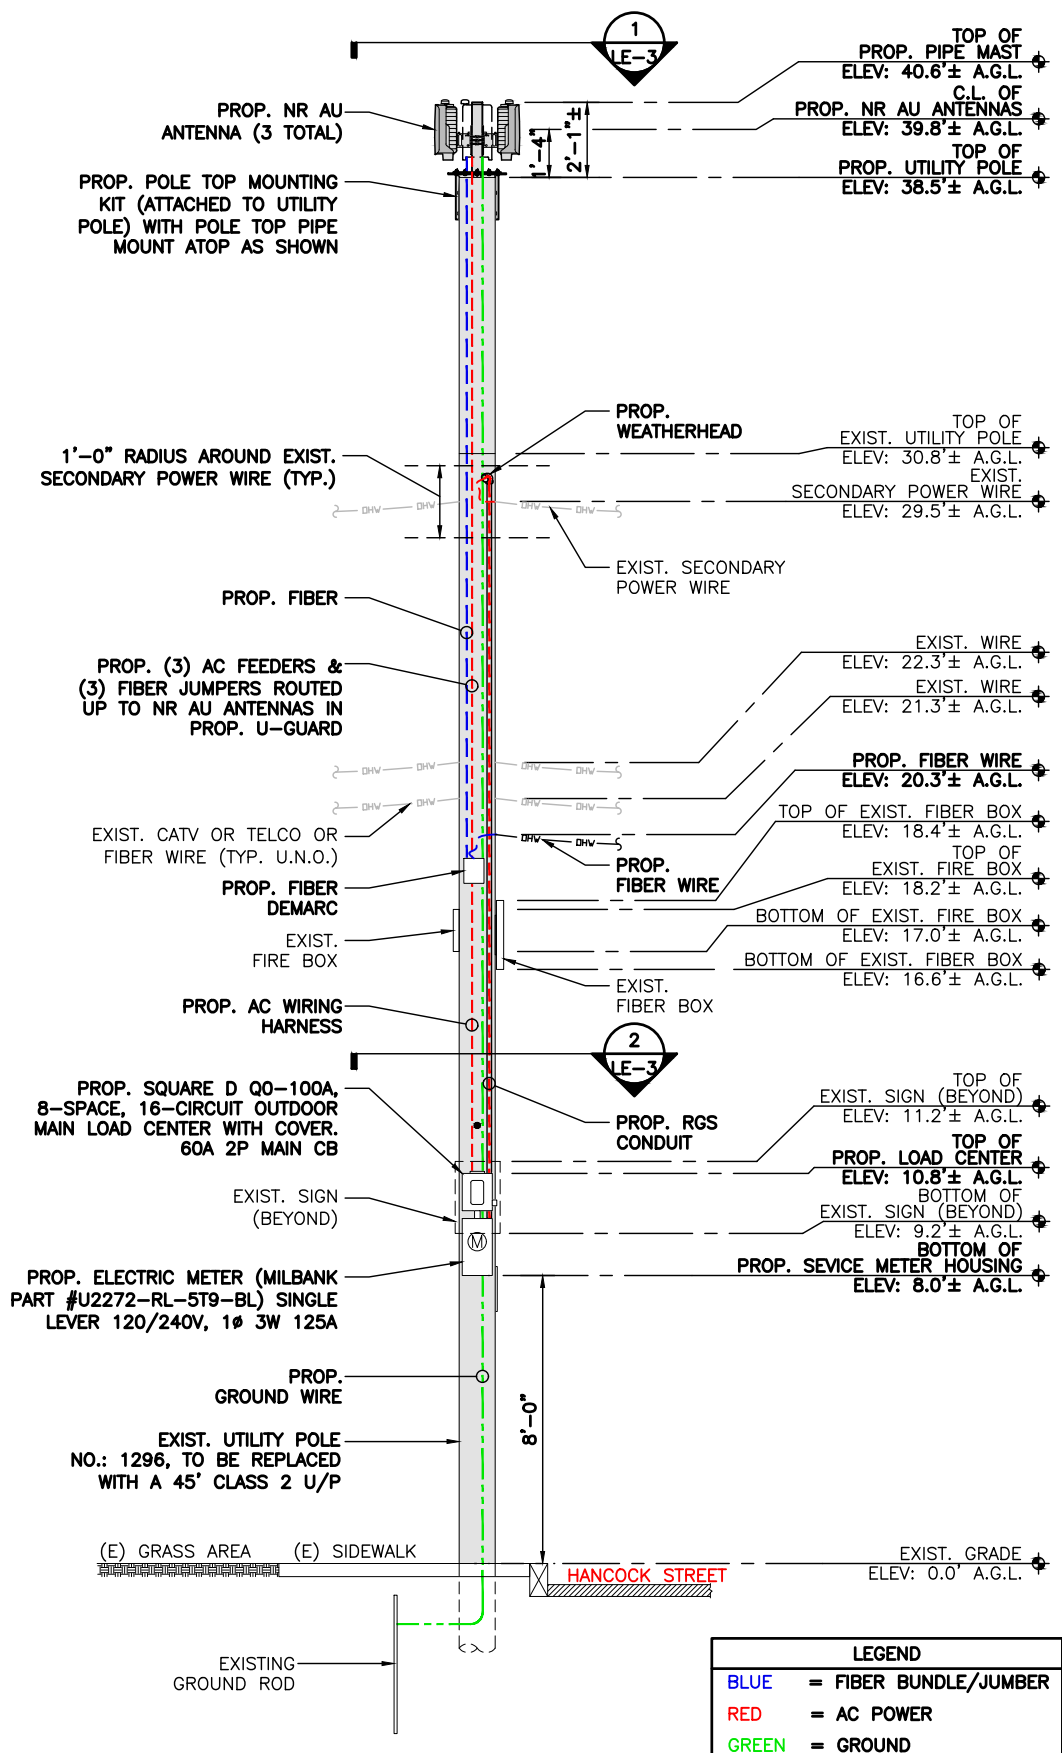 1
LE-3
TOP OF
PROP. PIPE MAST
ELEV: 40.6'± A.G.L.
C.L. OF
PROP. NR AU ANTENNAS
ELEV: 39.8'± A.G.L.
TOP OF
PROP. UTILITY POLE
ELEV: 38.5'± A.G.L.
PROP. NR AU
ANTENNA (3 TOTAL)
1'-4"
2'-1"±
PROP. POLE TOP MOUNTING
KIT (ATTACHED TO UTILITY
POLE) WITH POLE TOP PIPE
MOUNT ATOP AS SHOWN
PROP.
WEATHERHEAD
TOP OF
EXIST. UTILITY POLE
ELEV: 30.8'± A.G.L.
EXIST.
SECONDARY POWER WIRE
ELEV: 29.5'± A.G.L.
1'-0" RADIUS AROUND EXIST.
SECONDARY POWER WIRE (TYP.)
OHW OHW OHW OHW
EXIST. SECONDARY
POWER WIRE
PROP. FIBER
PROP. (3) AC FEEDERS &
(3) FIBER JUMPERS ROUTED
UP TO NR AU ANTENNAS IN
PROP. U-GUARD
EXIST. WIRE
ELEV: 22.3'± A.G.L.
EXIST. WIRE
ELEV: 21.3'± A.G.L.
PROP. FIBER WIRE
ELEV: 20.3'± A.G.L.
OHW OHW OHW OHW
OHW OHW OHW OHW
OHW OHW
EXIST. CATV OR TELCO OR
FIBER WIRE (TYP. U.N.O.)
TOP OF EXIST. FIBER BOX
ELEV: 18.4'± A.G.L.
TOP OF
EXIST. FIRE BOX
ELEV: 18.2'± A.G.L.
PROP.
FIBER WIRE
PROP. FIBER
DEMARC
BOTTOM OF EXIST. FIRE BOX
ELEV: 17.0'± A.G.L.
BOTTOM OF EXIST. FIBER BOX
ELEV: 16.6'± A.G.L.
EXIST.
FIRE BOX
EXIST.
FIBER BOX
PROP. AC WIRING
HARNESS
2
LE-3
PROP. SQUARE D QO-100A,
8-SPACE, 16-CIRCUIT OUTDOOR
MAIN LOAD CENTER WITH COVER.
60A 2P MAIN CB
PROP. RGS
CONDUIT
TOP OF
EXIST. SIGN (BEYOND)
ELEV: 11.2'± A.G.L.
TOP OF
PROP. LOAD CENTER
ELEV: 10.8'± A.G.L.
BOTTOM OF
EXIST. SIGN (BEYOND)
ELEV: 9.2'± A.G.L.
BOTTOM OF
PROP. SEVICE METER HOUSING
ELEV: 8.0'± A.G.L.
EXIST. SIGN
(BEYOND)
M
PROP. ELECTRIC METER (MILBANK
PART #U2272-RL-5T9-BL) SINGLE
LEVER 120/240V, 1ø 3W 125A
PROP.
GROUND WIRE
8'-0"
EXIST. UTILITY POLE
NO.: 1296, TO BE REPLACED
WITH A 45' CLASS 2 U/P
(E) GRASS AREA
(E) SIDEWALK
HANCOCK STREET
EXIST. GRADE
ELEV: 0.0' A.G.L.
EXISTING
GROUND ROD
LEGEND
BLUE = FIBER BUNDLE/JUMBER
RED = AC POWER
GREEN = GROUND